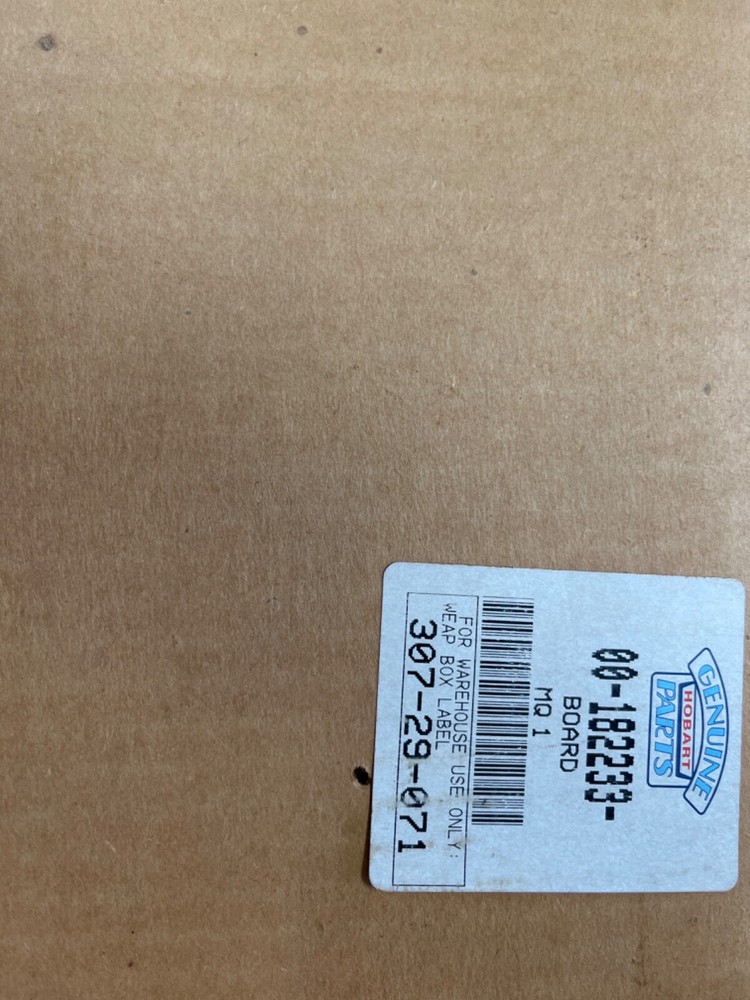 GENUINE
HOBART
PARTS
00-182233-
BOARD
MQ 1
FOR WAREHOUSE USE ONLY:
WEAP BOX LABEL
307-29-071